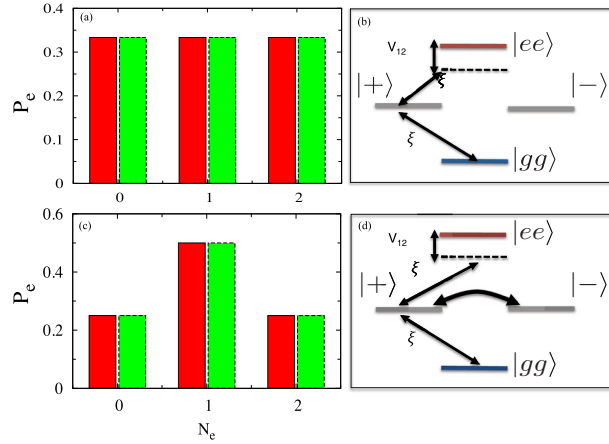 (a)
0.4
0.3
0.2
0.1
0
P_e
0 1 2
(b)
V_12
|ee⟩
ξ
|+⟩
|−⟩
ξ
|gg⟩
(c)
0.6
0.4
0.2
0
P_e
0 1 2
N_e
(d)
V_12
|ee⟩
ξ
|+⟩
|−⟩
ξ
|gg⟩